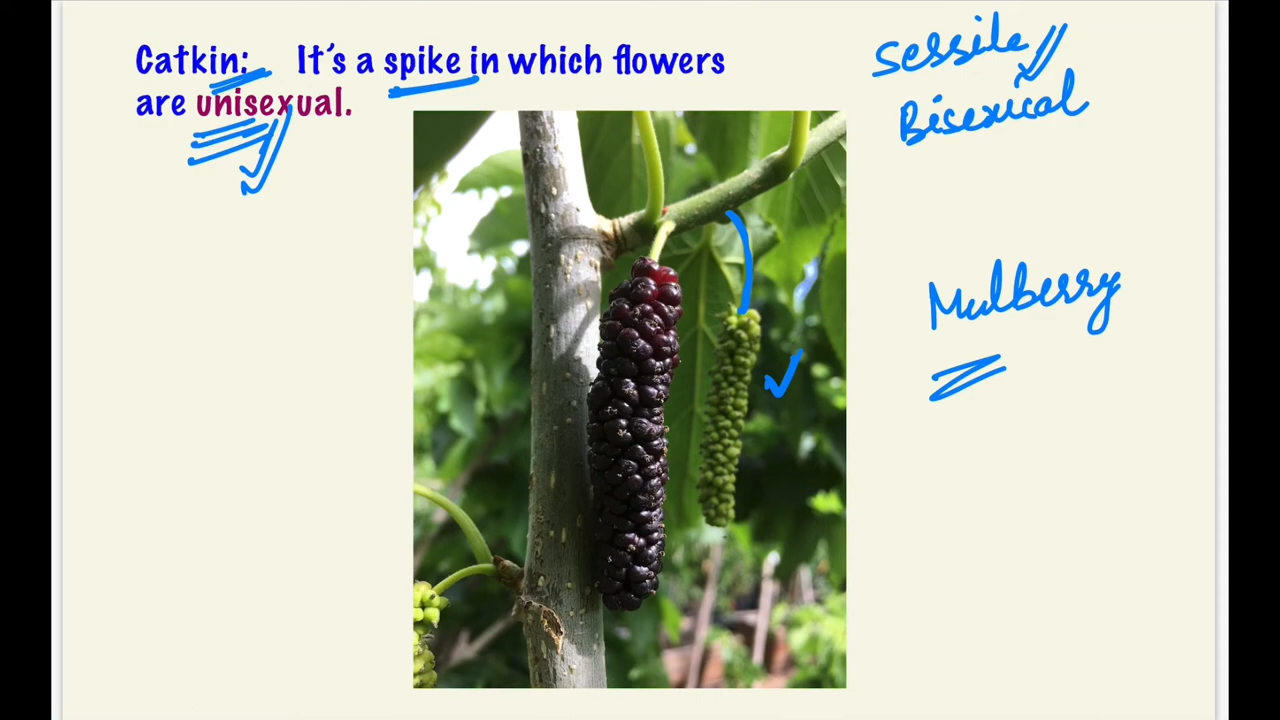 Catkin: It's a spike in which flowers
are unisexual.
Sessile
Bisexual
Mulberry